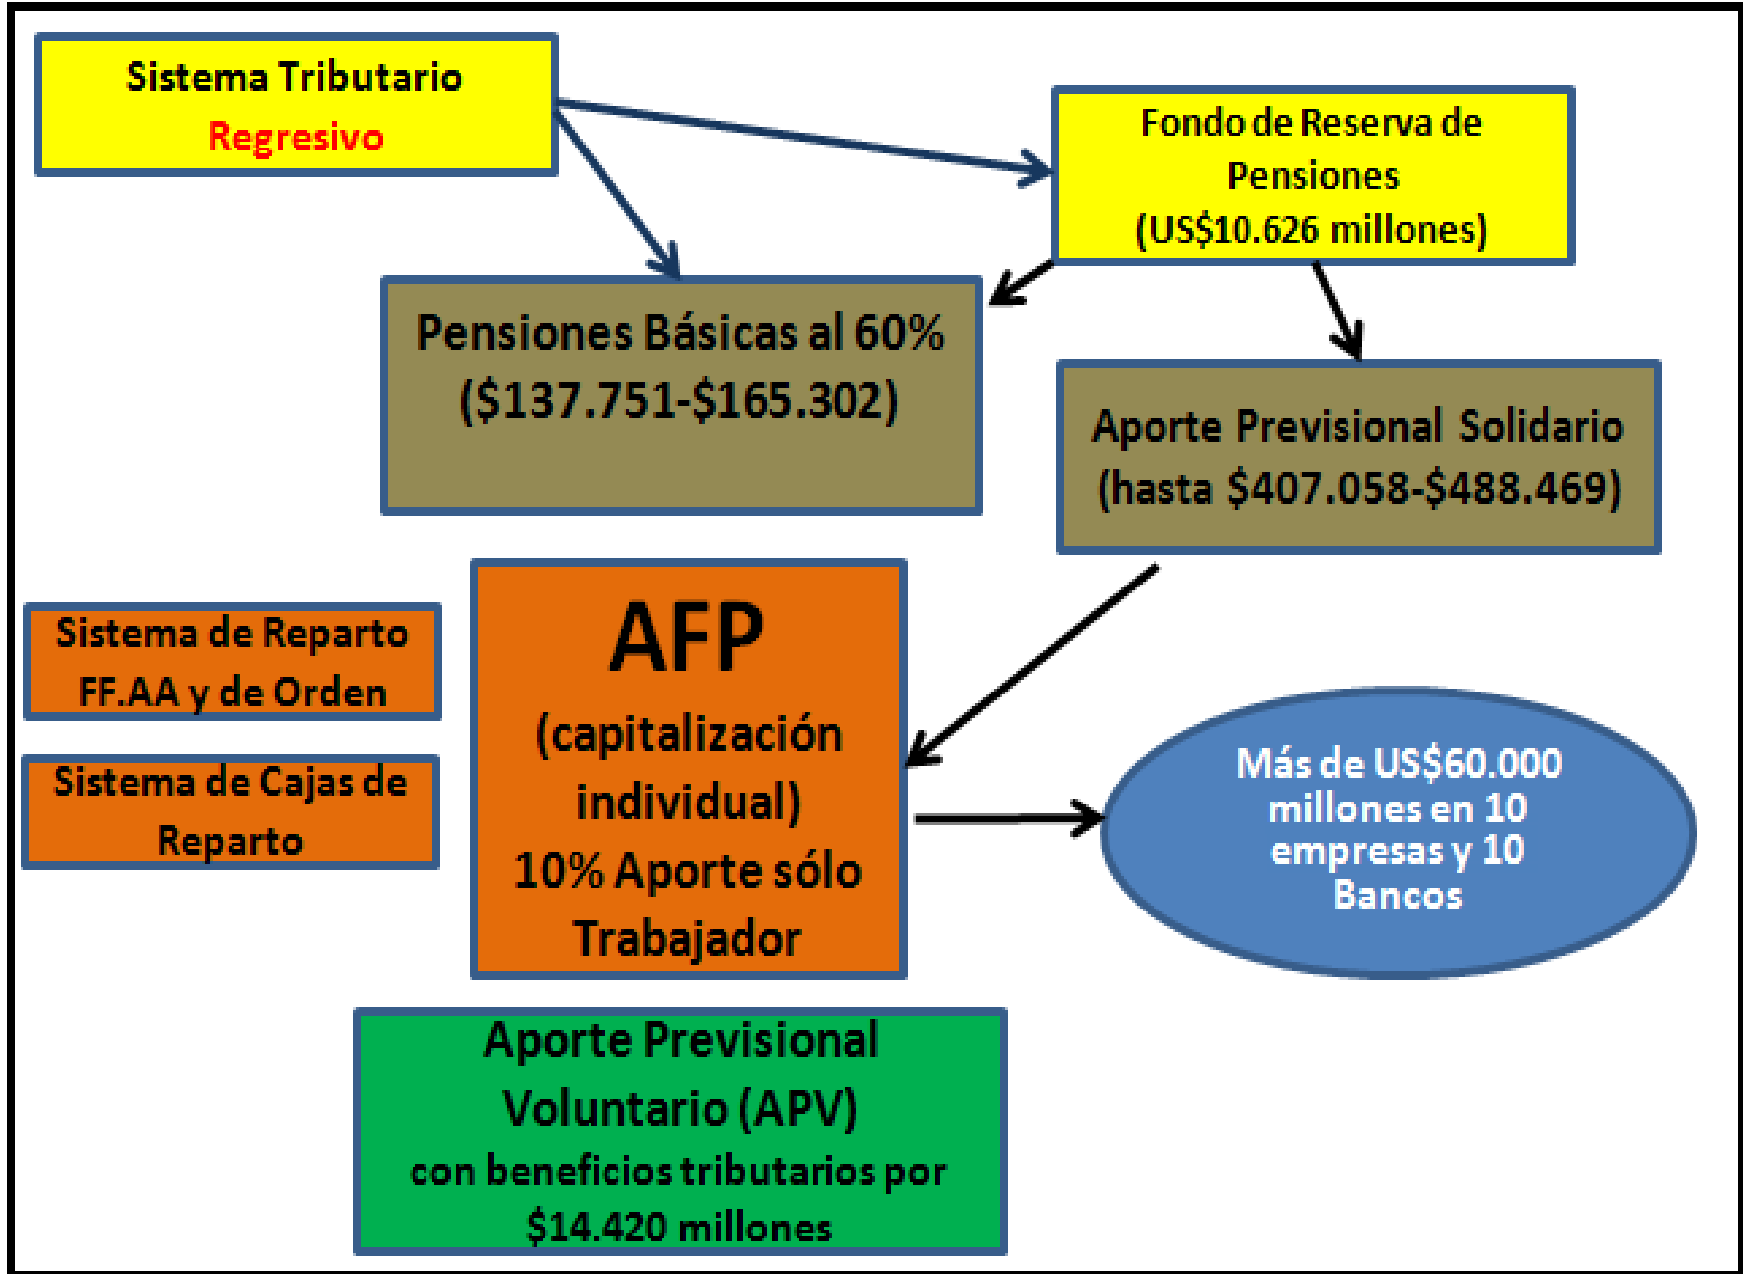 Sistema Tributario
Regresivo
Fondo de Reserva de
Pensiones
(US$10.626 millones)
Pensiones Básicas al 60%
($137.751-$165.302)
Aporte Previsional Solidario
(hasta $407.058-$488.469)
Sistema de Reparto
FF.AA y de Orden
Sistema de Cajas de
Reparto
AFP
(capitalización
individual)
10% Aporte sólo
Trabajador
Más de US$60.000
millones en 10
empresas y 10
Bancos
Aporte Previsional
Voluntario (APV)
con beneficios tributarios por
$14.420 millones